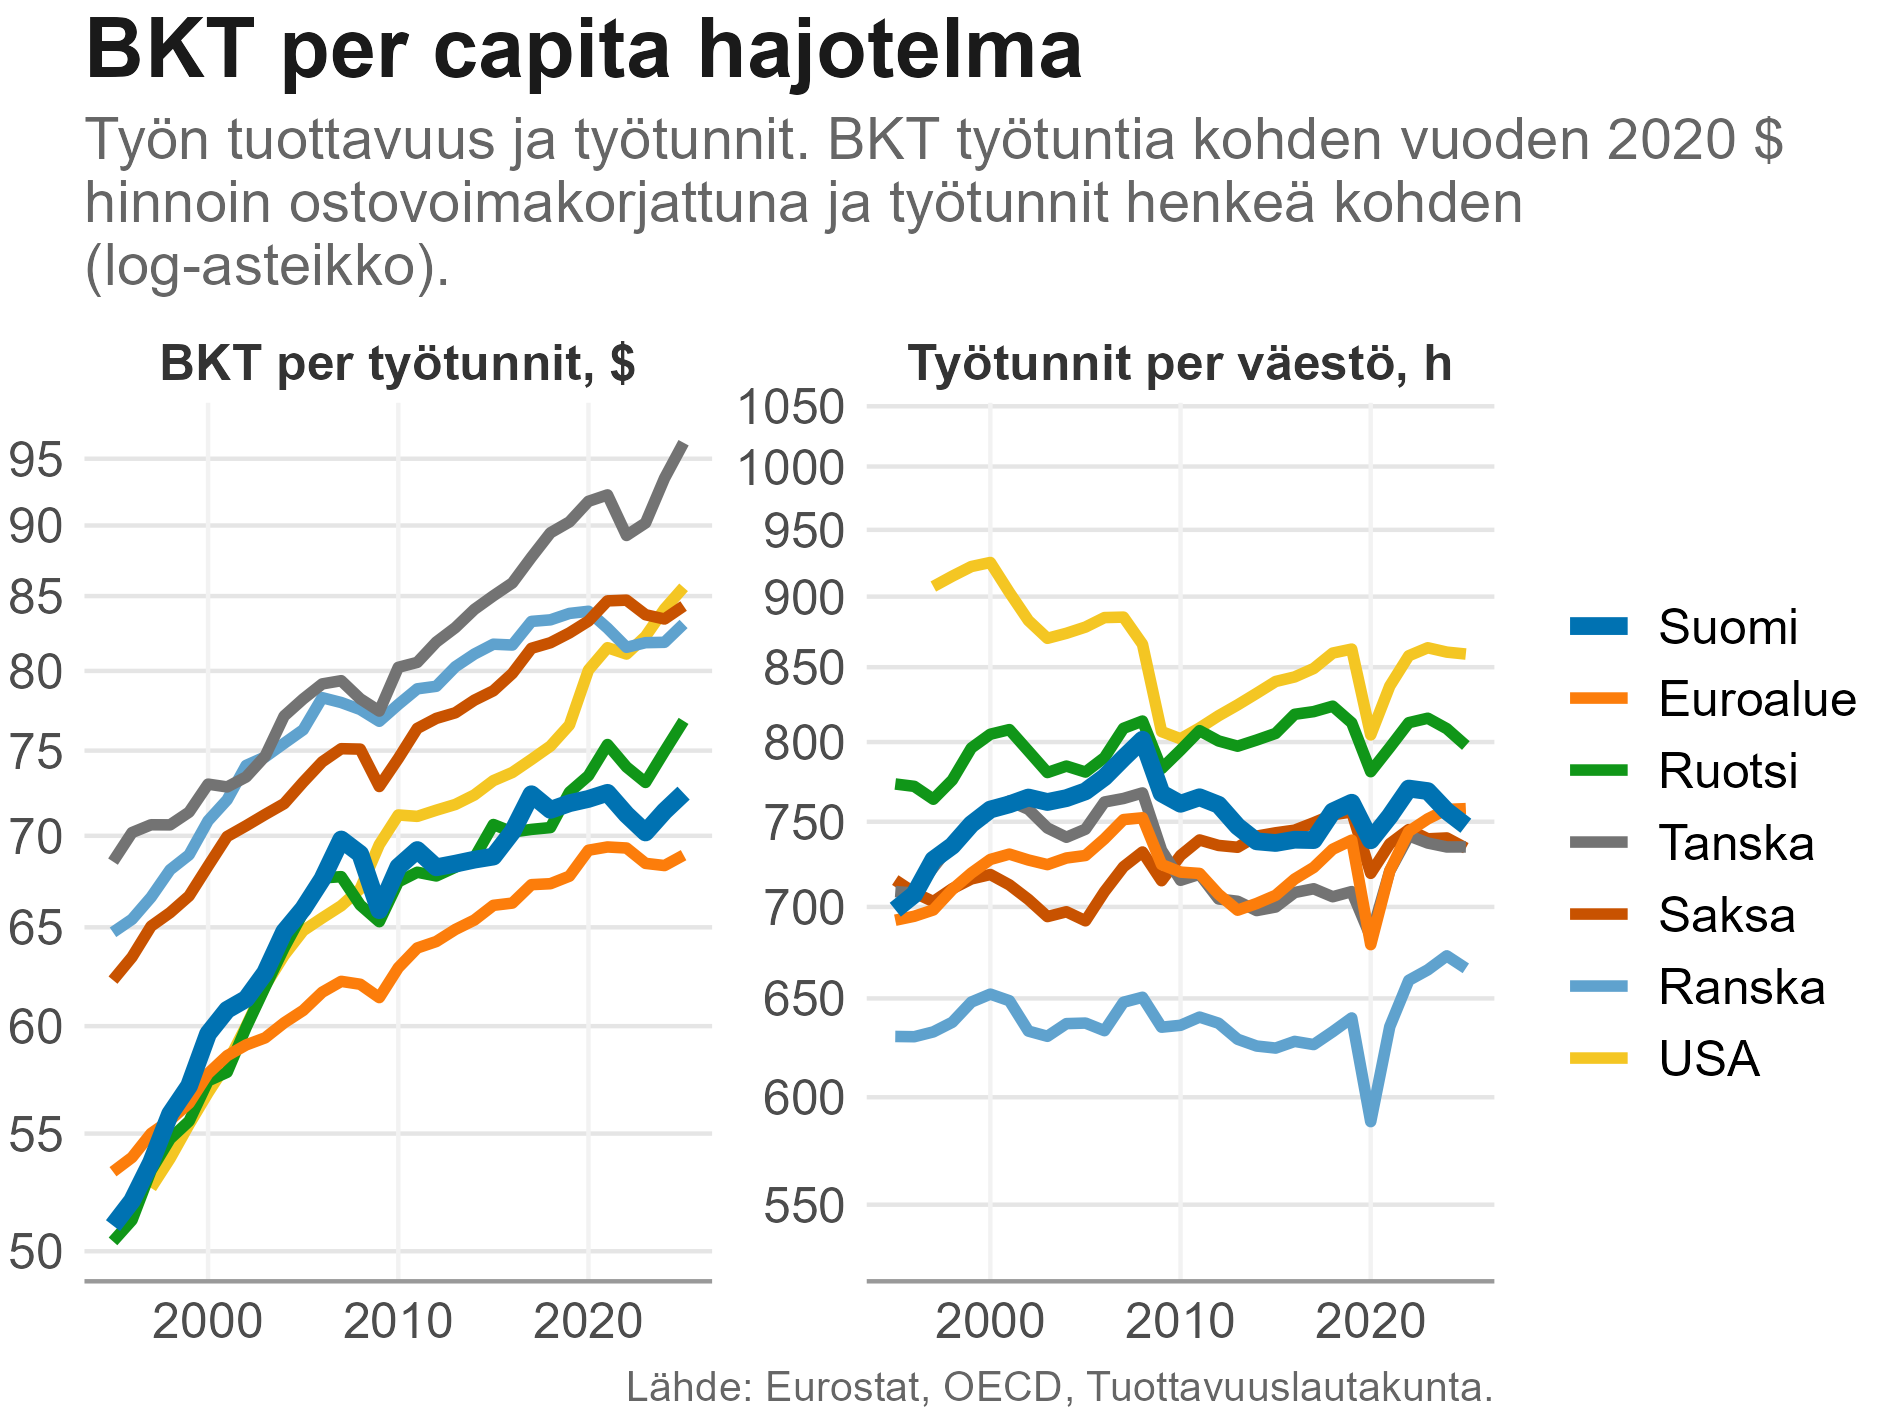 BKT per capita hajotelma
Työn tuottavuus ja työtunnit. BKT työtuntia kohden vuoden 2020 $
hinnoin ostovoimakorjattuna ja työtunnit henkeä kohden
(log-asteikko).
BKT per työtunnit, $
Työtunnit per väestö, h
95
90
85
80
75
70
65
60
55
50
2000
2010
2020
1050
1000
950
900
850
800
750
700
650
600
550
2000
2010
2020
Suomi
Euroalue
Ruotsi
Tanska
Saksa
Ranska
USA
Lähde: Eurostat, OECD, Tuottavuuslautakunta.